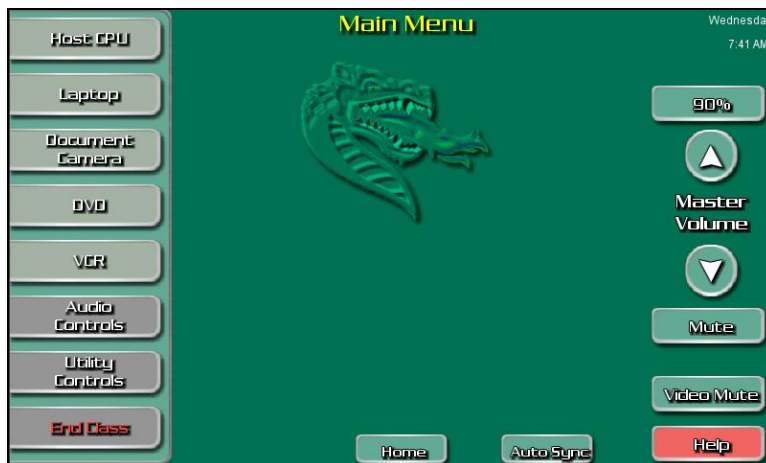 Main Menu
Wednesda
7:41 AM
Host CPU
Laptop
Document
Camera
DVD
VCR
Audio
Controls
Utility
Controls
End Class
90%
Master
Volume
Mute
Video Mute
Help
Home
Auto Sync